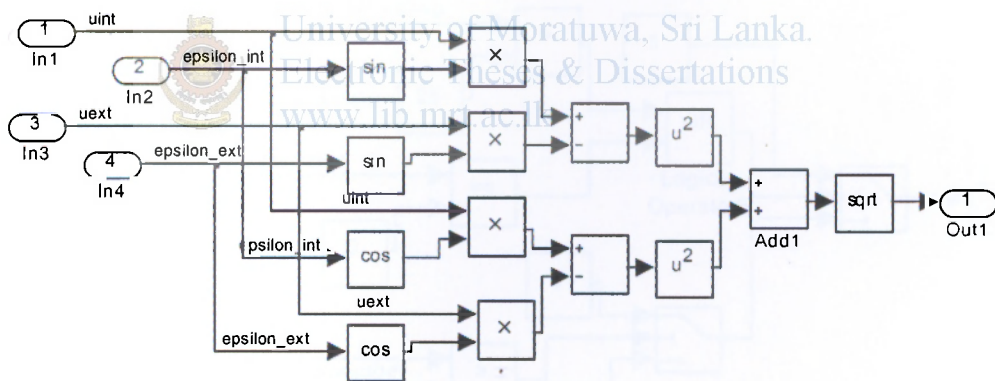 1
uint
In1
2
epsilon_int
In2
3
uext
In3
4
epsilon_ext
In4
University of Moratuwa, Sri Lanka.
Electronic Theses & Dissertations
www.lib.mrt.ac.lk
sin
×
sin
×
+
−
u²
uint
psilon_int
cos
×
+
−
u²
uext
epsilon_ext
cos
×
+
+
Add1
sqrt
1
Out1